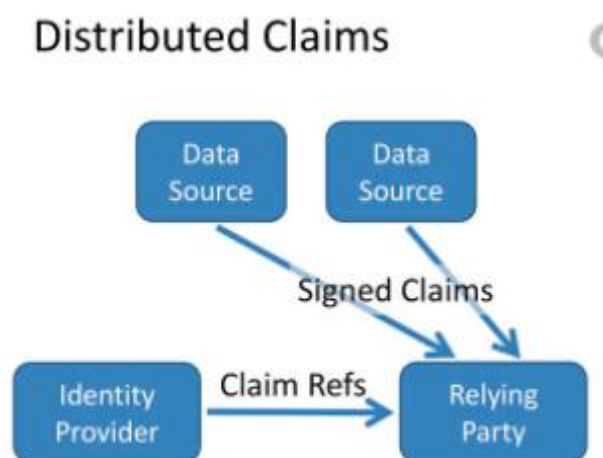 Distributed Claims
Data
Source
Data
Source
Signed Claims
Identity
Provider
Claim Refs
Relying
Party